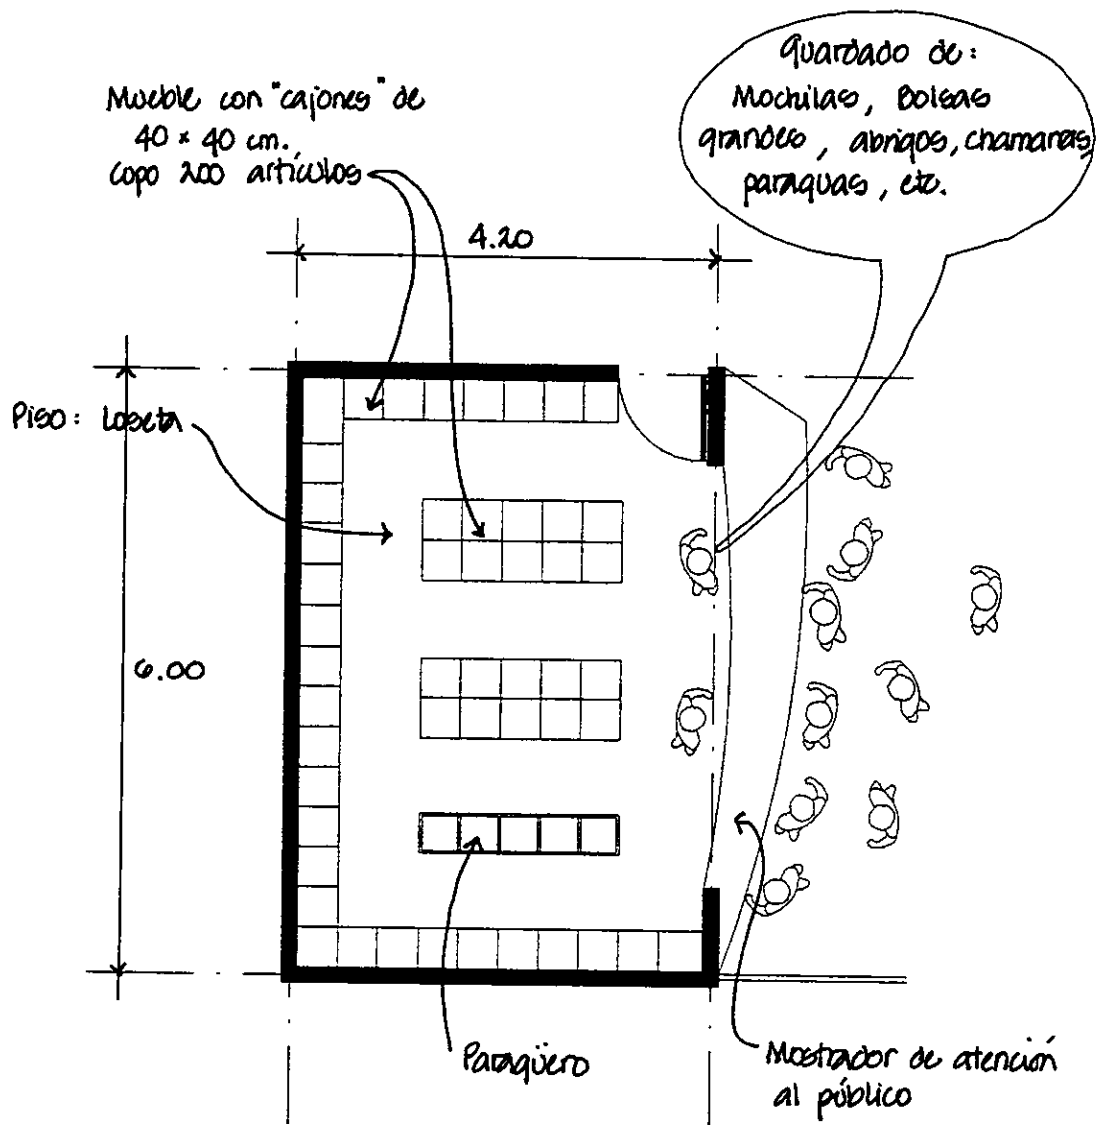 Guardado de:
Mochilas, Bolsas
grandes, abrigos, chamarras,
paraguas, etc.
Mueble con "cajones" de
40 x 40 cm.
Copo 200 artículos
4.20
Piso: Loseta
6.00
Paragüero
Mostrador de atención
al público